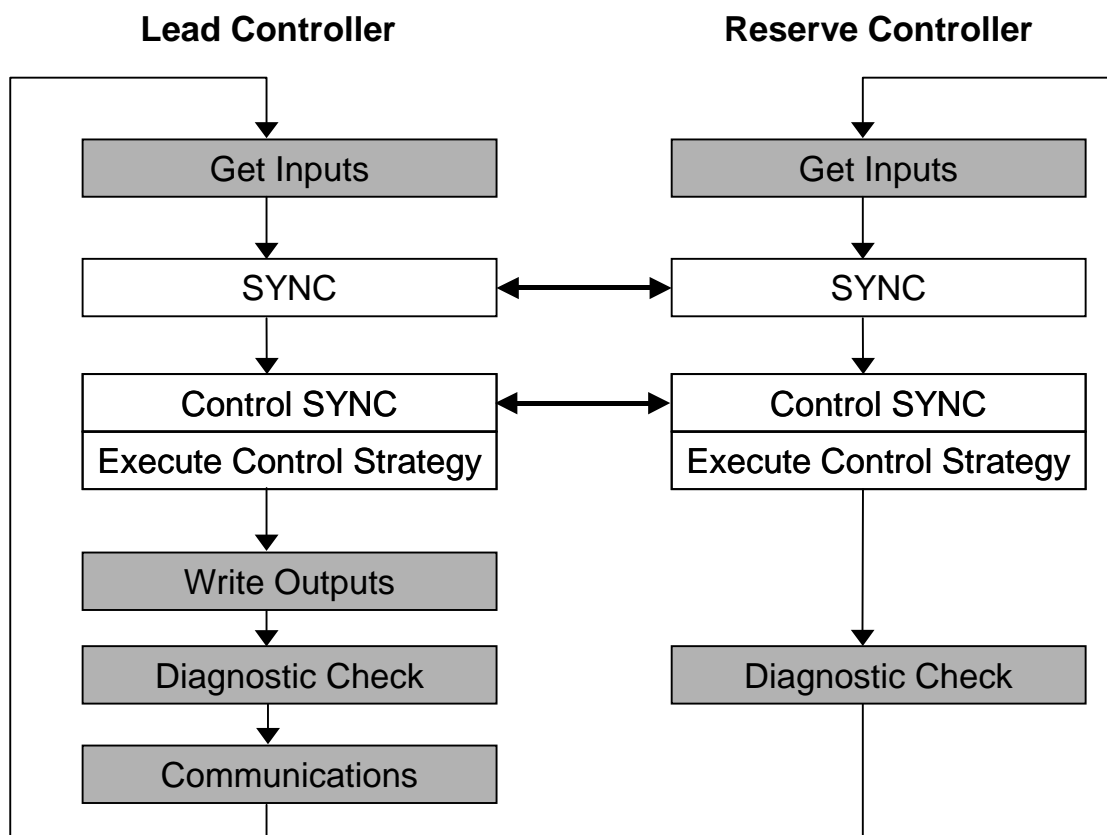 Lead Controller
Get Inputs
SYNC
Control SYNC
Execute Control Strategy
Write Outputs
Diagnostic Check
Communications
Reserve Controller
Get Inputs
SYNC
Control SYNC
Execute Control Strategy
Diagnostic Check